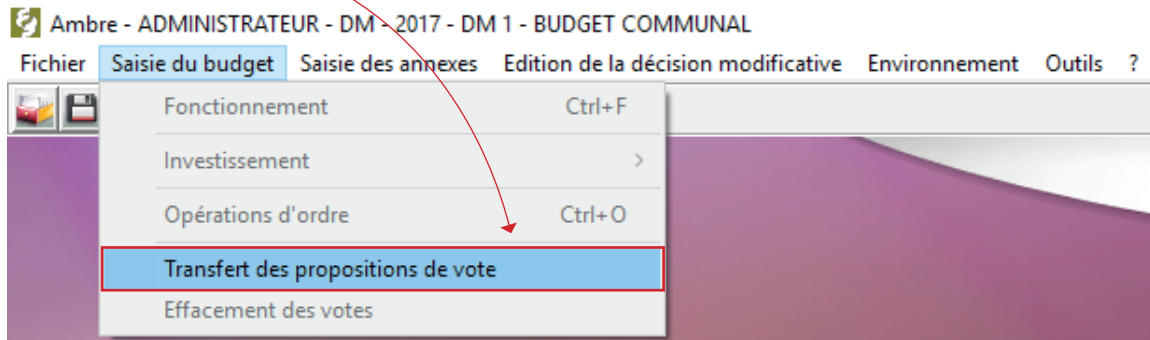 Ambre - ADMINISTRATEUR - DM - 2017 - DM 1 - BUDGET COMMUNAL
Fichier Saisie du budget Saisie des annexes Edition de la décision modificative Environnement Outils ?
Fonctionnement Ctrl+F
Investissement >
Opérations d'ordre Ctrl+O
Transfert des propositions de vote
Effacement des votes